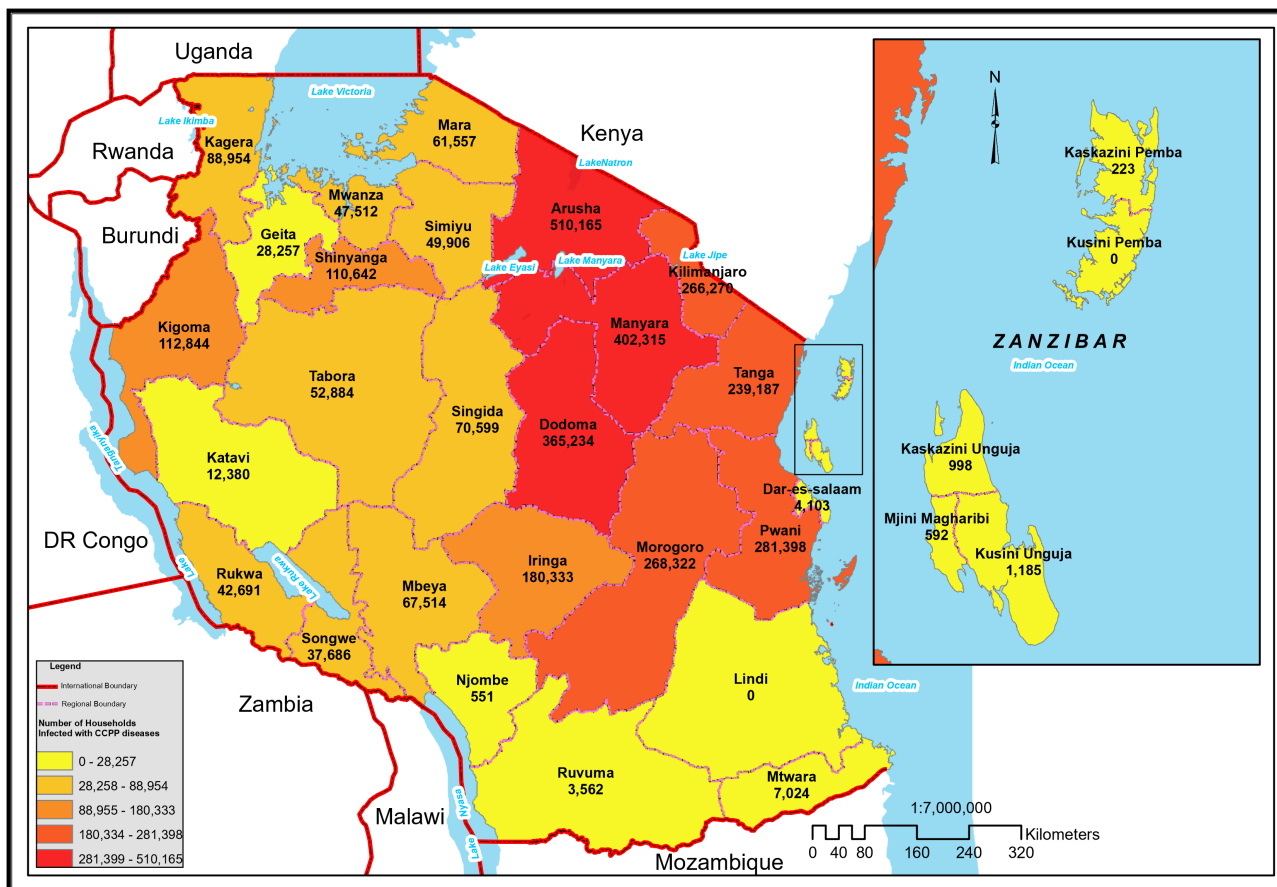 Uganda
Lake Victoria
Lake Ikimba
Rwanda
Kagera
88,954
Mara
61,557
Kenya
LakeNatron
Burundi
Mwanza
47,512
Geita
28,257
Simiyu
49,906
Arusha
510,165
Shinyanga
110,642
Lake Eyasi
Lake Manyara
Lake Jipe
Kilimanjaro
266,270
Kigoma
112,844
Manyara
402,315
Tabora
52,884
Singida
70,599
Tanga
239,187
Dodoma
365,234
Katavi
12,380
Lake
Tanganyika
DR Congo
Dar-es-salaam
4,103
Pwani
281,398
Morogoro
268,322
Iringa
180,333
Rukwa
42,691
Lake Rukwa
Mbeya
67,514
Songwe
37,686
Zambia
Njombe
551
Lindi
0
Indian Ocean
Ruvuma
3,562
Mtwara
7,024
Malawi
Lake
Nyasa
Mozambique
N
Kaskazini Pemba
223
Kusini Pemba
0
ZANZIBAR
Indian Ocean
Kaskazini Unguja
998
Mjini Magharibi
592
Kusini Unguja
1,185
Legend
International Boundary
Regional Boundary
Number of Households
Infected with CCPP diseases
0 - 28,257
28,258 - 88,954
88,955 - 180,333
180,334 - 281,398
281,399 - 510,165
1:7,000,000
Kilometers
0 40 80 160 240 320